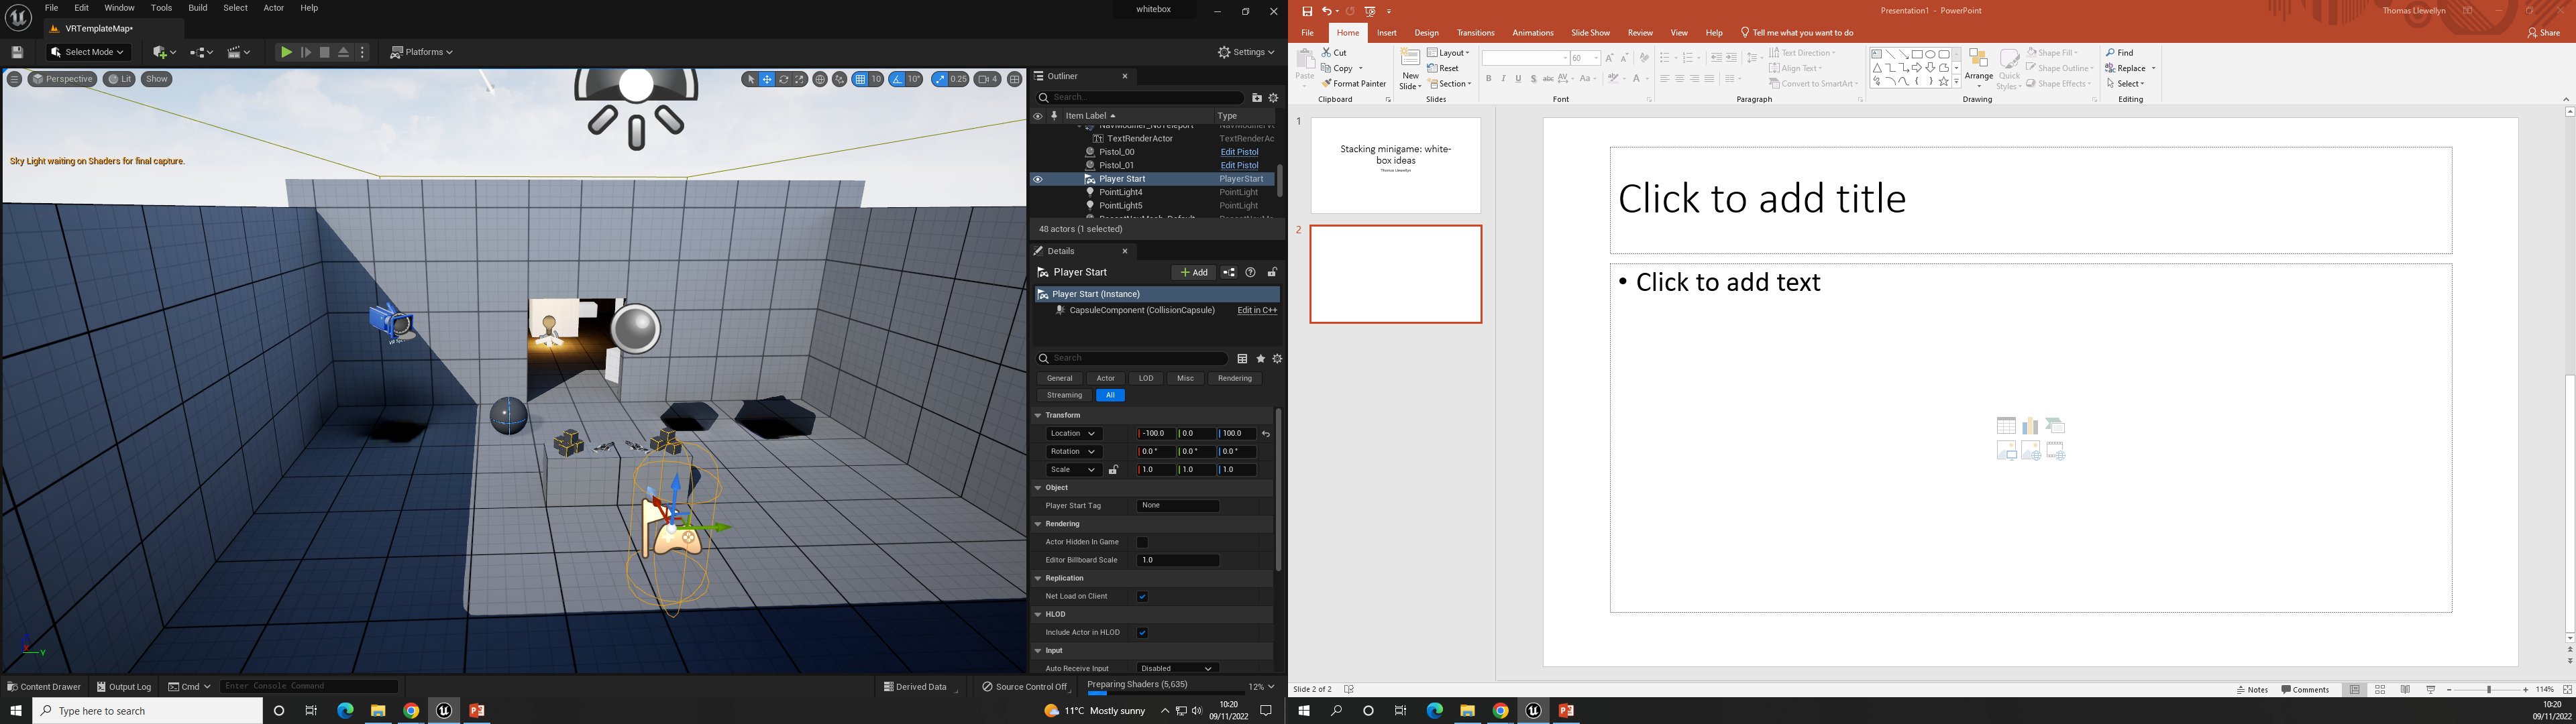 File Edit Window Tools Build Select Actor Help
whitebox
VRTemplateMap*
Select Mode
Platforms
Settings
Perspective Lit Show
10 10° 0.25 4
Sky Light waiting on Shaders for final capture.
Outliner
Search...
Item Label Type
TextRenderActor TextRenderAc
Pistol_00 Edit Pistol
Pistol_01 Edit Pistol
Player Start PlayerStart
PointLight4 PointLight
PointLight5 PointLight
48 actors (1 selected)
Details
Player Start
Add
Player Start (Instance)
CapsuleComponent (CollisionCapsule) Edit in C++
Search
General Actor LOD Misc Rendering
Streaming All
Transform
Location -100.0 0.0 100.0
Rotation 0.0° 0.0° 0.0°
Scale 1.0 1.0 1.0
Object
Player Start Tag None
Rendering
Actor Hidden In Game
Editor Billboard Scale 1.0
Replication
Net Load on Client
HLOD
Include Actor in HLOD
Input
Auto Receive Input Disabled
Content Drawer Output Log Cmd Enter Console Command
Derived Data Source Control Off Preparing Shaders (5,635) 12%
Type here to search
11°C Mostly sunny
10:20
09/11/2022
Presentation1 - PowerPoint
Thomas Llewellyn
File Home Insert Design Transitions Animations Slide Show Review View Help Tell me what you want to do
Share
Paste
Cut
Copy
Format Painter
Clipboard
New Slide
Layout
Reset
Section
Slides
60
B I U S abc AV Aa A
Font
Text Direction
Align Text
Convert to SmartArt
Paragraph
Arrange
Quick Styles
Shape Fill
Shape Outline
Shape Effects
Drawing
Find
Replace
Select
Editing
1
Stacking minigame: white-
box ideas
Thomas Llewellyn
2
Click to add title
• Click to add text
Slide 2 of 2
Notes Comments
114%
10:20
09/11/2022